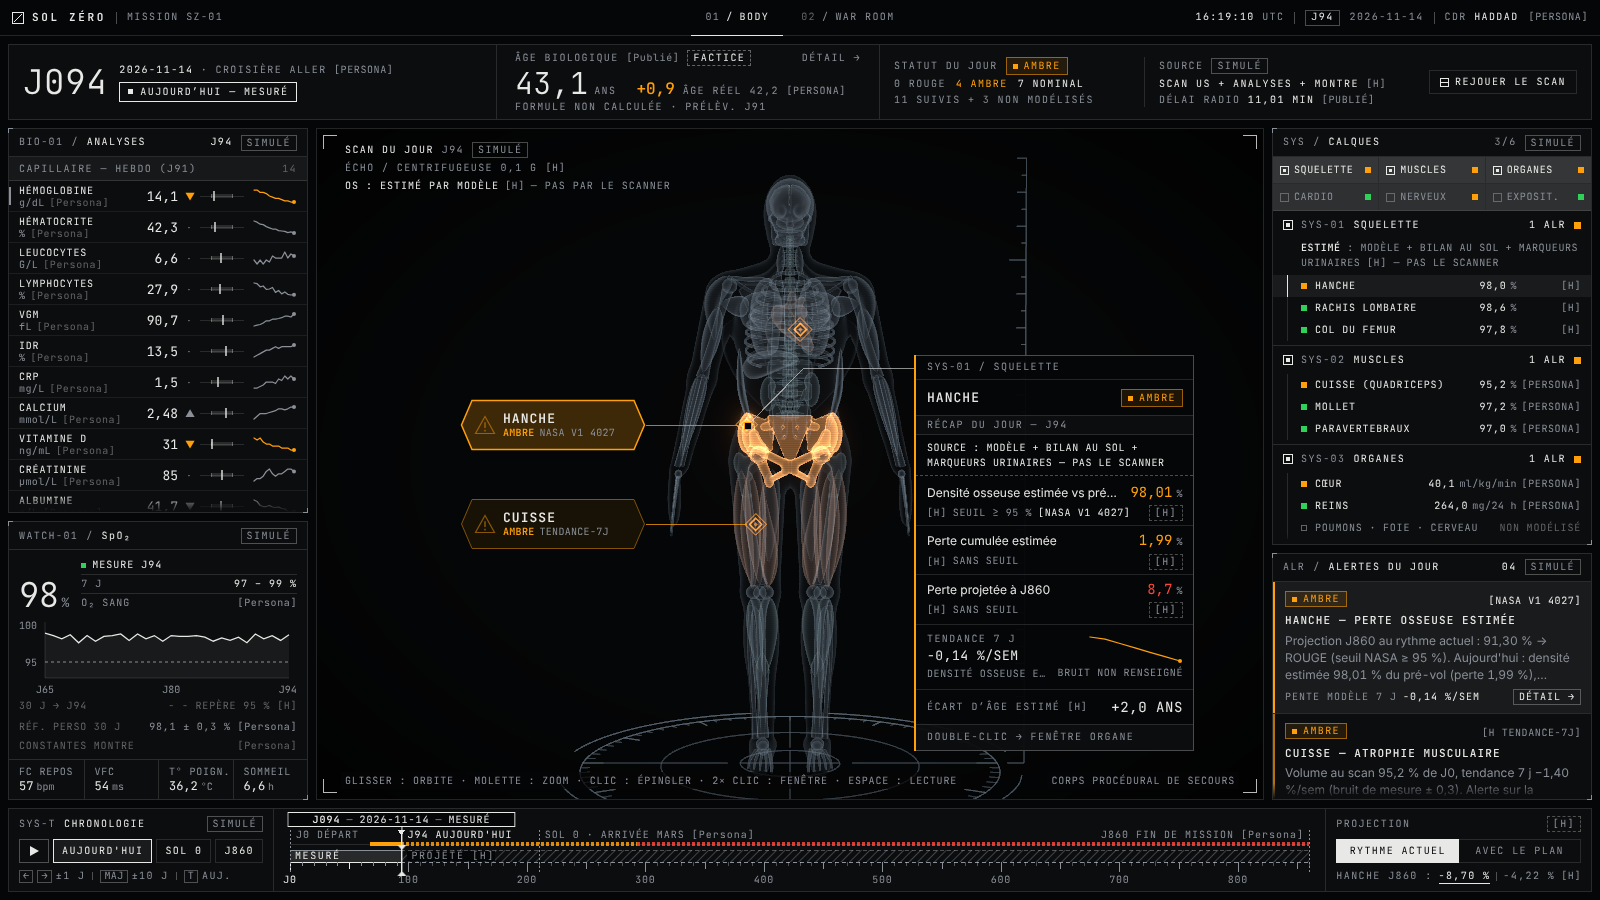 SOL ZÉRO | MISSION SZ-01
01 / BODY
02 / WAR ROOM
16:19:10 UTC | J94 2026-11-14 | CDR HADDAD [PERSONA]
J094
2026-11-14 · CROISIÈRE ALLER [PERSONA]
AUJOURD'HUI — MESURÉ
ÂGE BIOLOGIQUE [Publié] FACTICE
DÉTAIL →
43,1 ANS +0,9 ÂGE RÉEL 42,2 [PERSONA]
FORMULE NON CALCULÉE · PRÉLÈV. J91
STATUT DU JOUR AMBRE
0 ROUGE 4 AMBRE 7 NOMINAL
11 SUIVIS + 3 NON MODÉLISÉS
SOURCE SIMULÉ
SCAN US + ANALYSES + MONTRE [H]
DÉLAI RADIO 11,01 MIN [PUBLIÉ]
REJOUER LE SCAN
BIO-01 / ANALYSES J94 SIMULÉ
CAPILLAIRE — HEBDO (J91) 14
HÉMOGLOBINE
g/dL [Persona] 14,1
HÉMATOCRITE
% [Persona] 42,3
LEUCOCYTES
G/L [Persona] 6,6
LYMPHOCYTES
% [Persona] 27,9
VGM
fL [Persona] 90,7
IDR
% [Persona] 13,5
CRP
mg/L [Persona] 1,5
CALCIUM
mmol/L [Persona] 2,48
VITAMINE D
ng/mL [Persona] 31
CRÉATININE
µmol/L [Persona] 85
ALBUMINE
41,7
WATCH-01 / SpO₂ SIMULÉ
98 %
MESURE J94
7 J 97 – 99 %
O₂ SANG [Persona]
100
95
J65 J80 J94
30 J → J94 - - REPÈRE 95 % [H]
RÉF. PERSO 30 J 98,1 ± 0,3 % [Persona]
CONSTANTES MONTRE [Persona]
FC REPOS
57 bpm
VFC
54 ms
T° POIGN.
36,2 °C
SOMMEIL
6,6 h
SCAN DU JOUR J94 SIMULÉ
ÉCHO / CENTRIFUGEUSE 0,1 G [H]
OS : ESTIMÉ PAR MODÈLE [H] — PAS PAR LE SCANNER
HANCHE
AMBRE NASA V1 4027
CUISSE
AMBRE TENDANCE-7J
SYS-01 / SQUELETTE
HANCHE AMBRE
RÉCAP DU JOUR — J94
SOURCE : MODÈLE + BILAN AU SOL +
MARQUEURS URINAIRES — PAS LE SCANNER
Densité osseuse estimée vs pré... 98,01 %
[H] SEUIL ≥ 95 % [NASA V1 4027] [H]
Perte cumulée estimée 1,99 %
[H] SANS SEUIL [H]
Perte projetée à J860 8,7 %
[H] SANS SEUIL [H]
TENDANCE 7 J
-0,14 %/SEM
DENSITÉ OSSEUSE E… BRUIT NON RENSEIGNÉ
ÉCART D'ÂGE ESTIMÉ [H] +2,0 ANS
DOUBLE-CLIC → FENÊTRE ORGANE
GLISSER : ORBITE · MOLETTE : ZOOM · CLIC : ÉPINGLER · 2× CLIC : FENÊTRE · ESPACE : LECTURE
CORPS PROCÉDURAL DE SECOURS
SYS / CALQUES 3/6 SIMULÉ
SQUELETTE MUSCLES ORGANES
CARDIO NERVEUX EXPOSIT.
SYS-01 SQUELETTE 1 ALR
ESTIMÉ : MODÈLE + BILAN AU SOL + MARQUEURS
URINAIRES [H] — PAS LE SCANNER
HANCHE 98,0 % [H]
RACHIS LOMBAIRE 98,6 % [H]
COL DU FEMUR 97,8 % [H]
SYS-02 MUSCLES 1 ALR
CUISSE (QUADRICEPS) 95,2 % [PERSONA]
MOLLET 97,2 % [PERSONA]
PARAVERTEBRAUX 97,0 % [PERSONA]
SYS-03 ORGANES 1 ALR
CŒUR 40,1 ml/kg/min [PERSONA]
REINS 264,0 mg/24 h [PERSONA]
POUMONS · FOIE · CERVEAU NON MODÉLISÉ
ALR / ALERTES DU JOUR 04 SIMULÉ
AMBRE [NASA V1 4027]
HANCHE — PERTE OSSEUSE ESTIMÉE
Projection J860 au rythme actuel : 91,30 % →
ROUGE (seuil NASA ≥ 95 %). Aujourd'hui : densité
estimée 98,01 % du pré-vol (perte 1,99 %),...
PENTE MODÈLE 7 J -0,14 %/SEM DÉTAIL →
AMBRE [H TENDANCE-7J]
CUISSE — ATROPHIE MUSCULAIRE
Volume au scan 95,2 % de J0, tendance 7 j −1,40
%/sem (bruit de mesure ± 0,3). Alerte sur la
SYS-T CHRONOLOGIE SIMULÉ
AUJOURD'HUI SOL 0 J860
← → ±1 J | MAJ ±10 J | T AUJ.
J094 — 2026-11-14 — MESURÉ
J0 DÉPART J94 AUJOURD'HUI SOL 0 · ARRIVÉE MARS [Persona] J860 FIN DE MISSION [Persona]
MESURÉ PROJETÉ [H]
J0 100 200 300 400 500 600 700 800
PROJECTION [H]
RYTHME ACTUEL AVEC LE PLAN
HANCHE J860 : -8,70 % | -4,22 % [H]